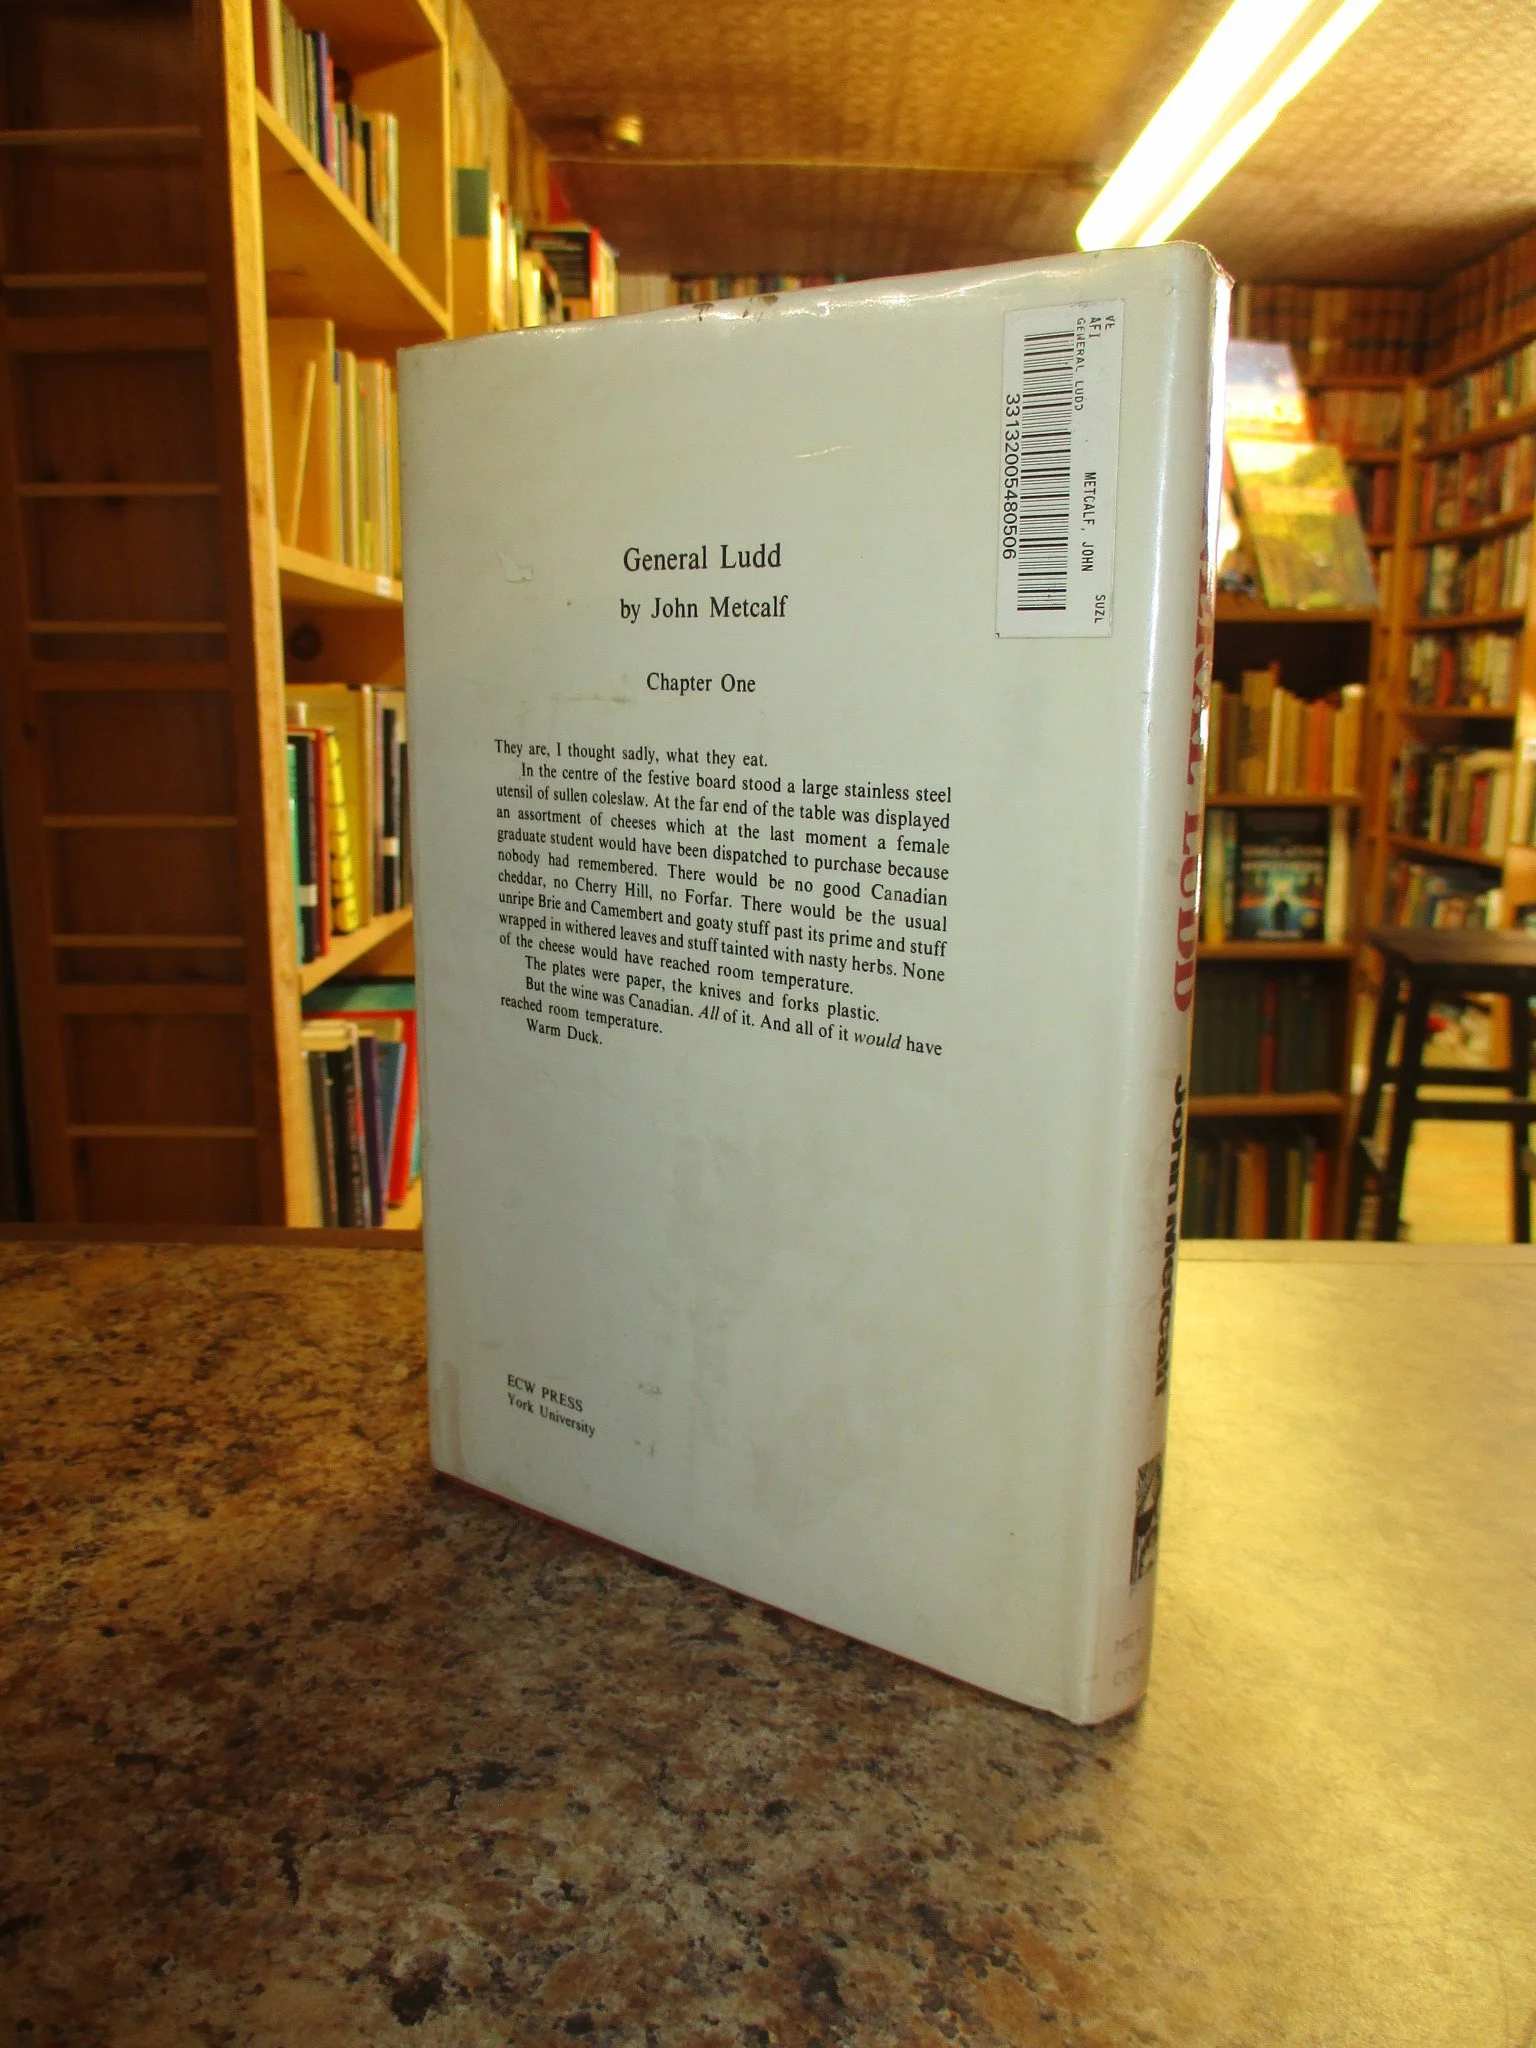 General Ludd
by John Metcalf
Chapter One
They are, I thought sadly, what they eat.
In the centre of the festive board stood a large stainless steel
utensil of sullen coleslaw. At the far end of the table was displayed
an assortment of cheeses which at the last moment a female
graduate student would have been dispatched to purchase because
nobody had remembered. There would be no good Canadian
cheddar, no Cherry Hill, no Forfar. There would be the usual
unripe Brie and Camembert and goaty stuff past its prime and stuff
wrapped in withered leaves and stuff tainted with nasty herbs. None
of the cheese would have reached room temperature.
The plates were paper, the knives and forks plastic.
But the wine was Canadian. All of it. And all of it would have
reached room temperature.
Warm Duck.
ECW PRESS
York University
VE
AFI
GENERAL LUDD
METCALF, JOHN
SUZL
33132005480506
LUDD
John Metcalf